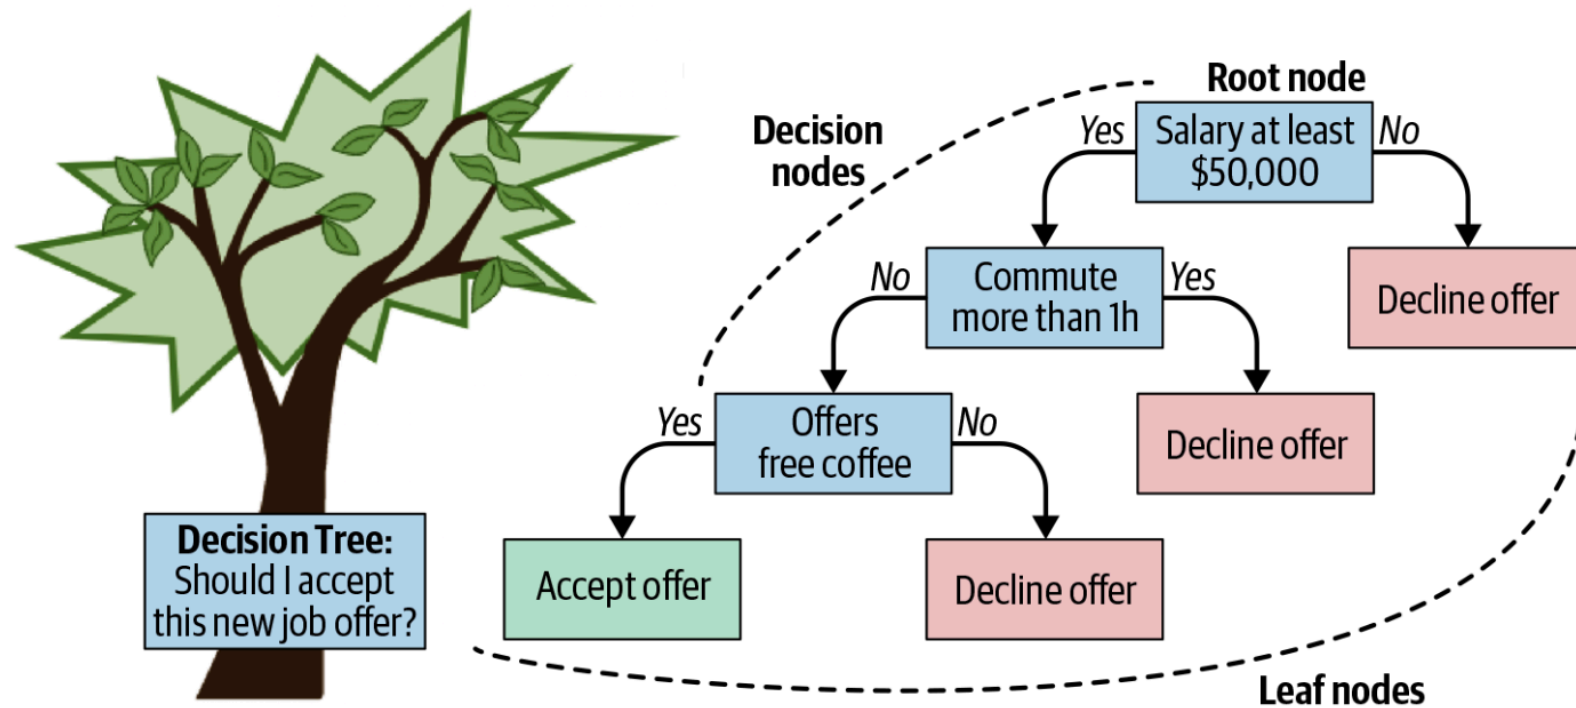 Root node
Decision
nodes
Yes
Salary at least
$50,000
No
No
Commute
more than 1h
Yes
Decline offer
Yes
Offers
free coffee
No
Decline offer
Decision Tree:
Should I accept
this new job offer?
Accept offer
Decline offer
Leaf nodes